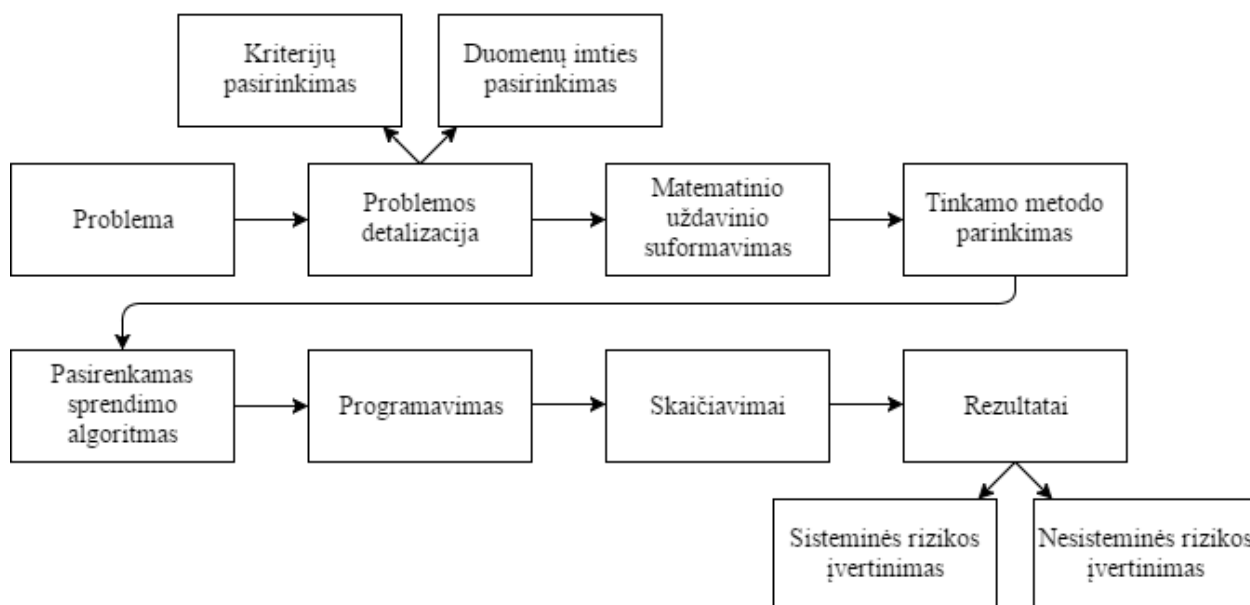 Kriterijų
pasirinkimas
Duomenų imties
pasirinkimas
Problema
Problemos
detalizacija
Matematinio
uždavinio
suformavimas
Tinkamo metodo
parinkimas
Pasirenkamas
sprendimo
algoritmas
Programavimas
Skaičiavimai
Rezultatai
Sisteminės rizikos
įvertinimas
Nesisteminės rizikos
įvertinimas